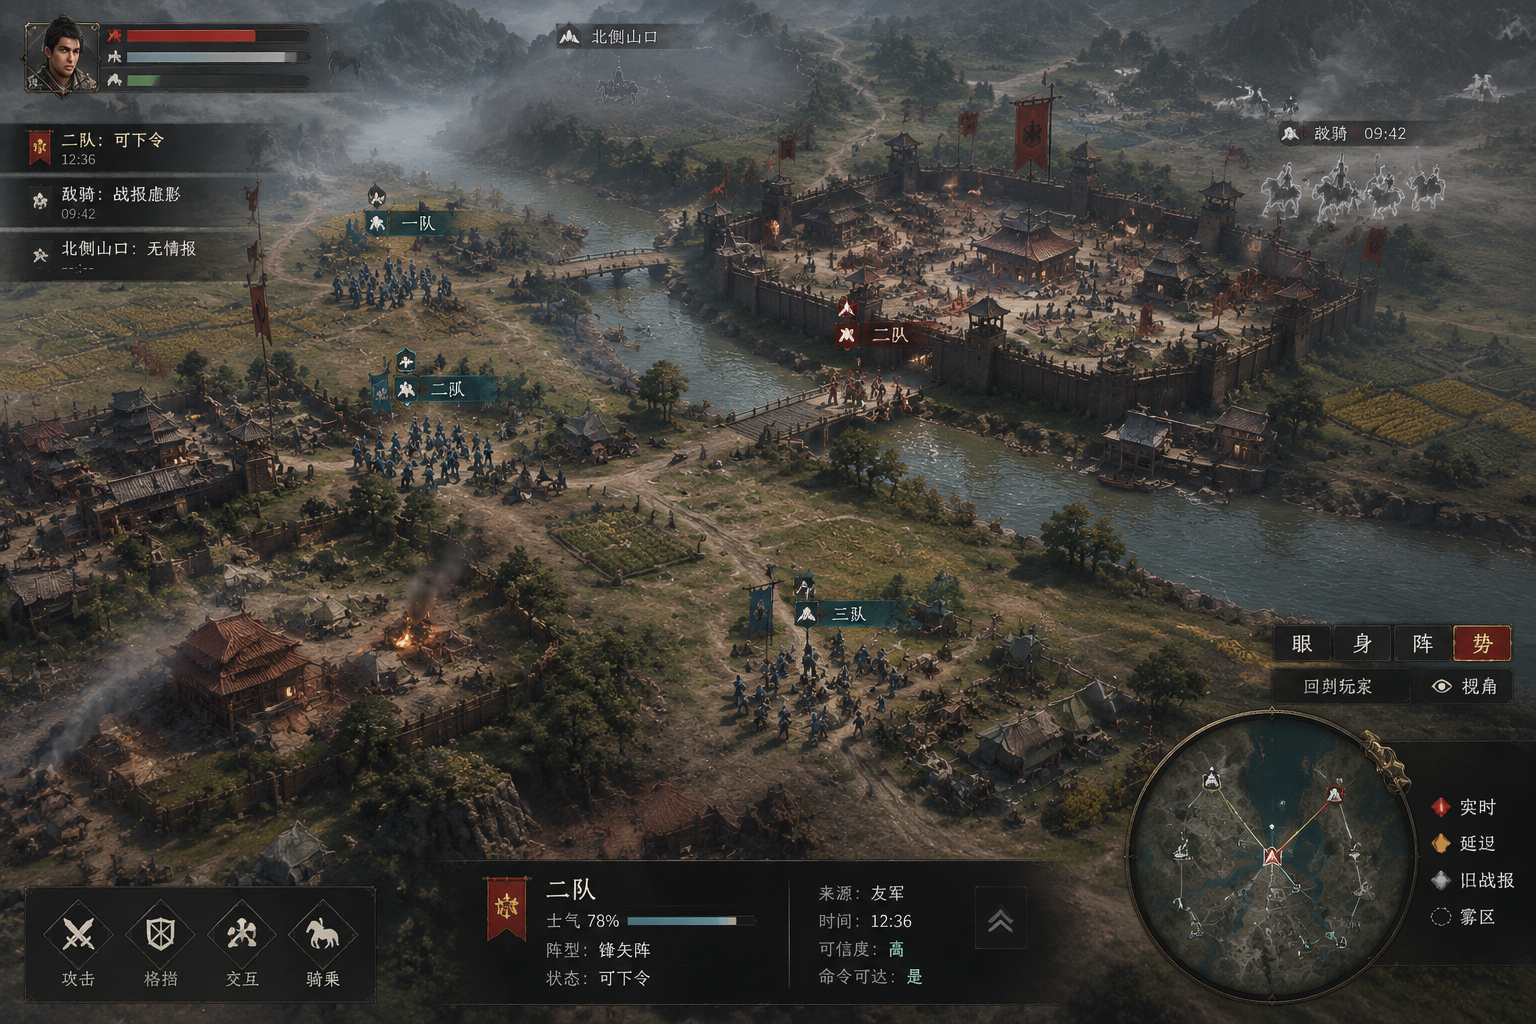 北侧山口
二队：可下令
12:36
敌骑：战报虚影
09:42
北侧山口：无情报
--:--
敌骑 09:42
一队
二队
二队
三队
眼 身 阵 势
回到玩家 视角
实时
延迟
旧战报
雾区
攻击 格挡 交互 骑乘
二队
士气 78%
阵型：锋矢阵
状态：可下令
来源：友军
时间：12:36
可信度：高
命令可达：是